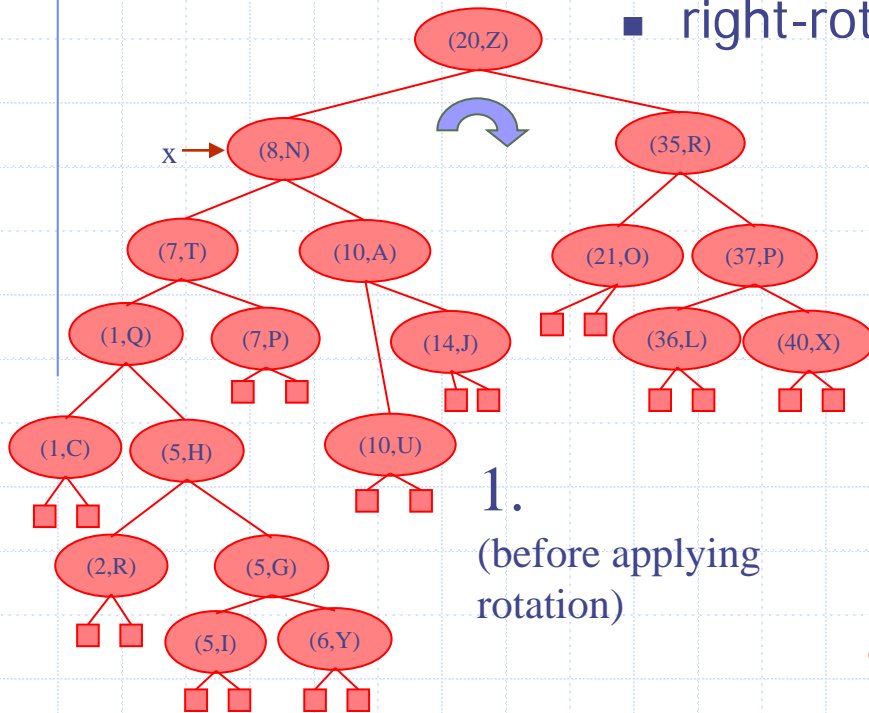 ■ right-rot
(20,Z)
x (8,N) (35,R)
(7,T) (10,A) (21,O) (37,P)
(1,Q) (7,P) (14,J) (36,L) (40,X)
(1,C) (5,H) (10,U)
1.
(before applying
rotation)
(2,R) (5,G)
(5,I) (6,Y)